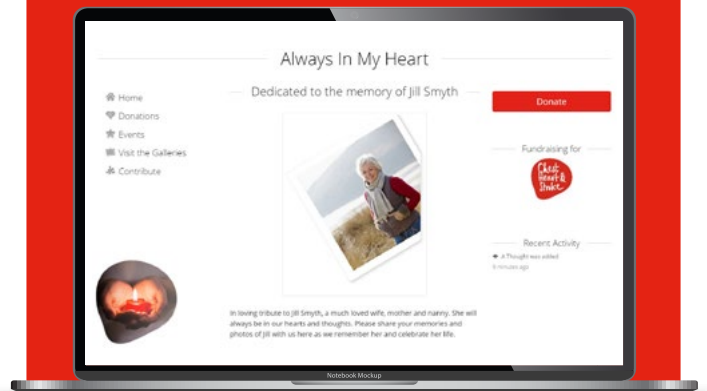 Always In My Heart
Home
Donations
Events
Visit the Galleries
Contribute
Dedicated to the memory of Jill Smyth
In loving tribute to Jill Smyth, a much loved wife, mother and nanny. She will
always be in our hearts and thoughts. Please share your memories and
photos of Jill with us here as we remember her and celebrate her life.
Donate
Fundraising for
Chest
Heart &
Stroke
Recent Activity
A Thought was added
6 minutes ago
Notebook Mockup